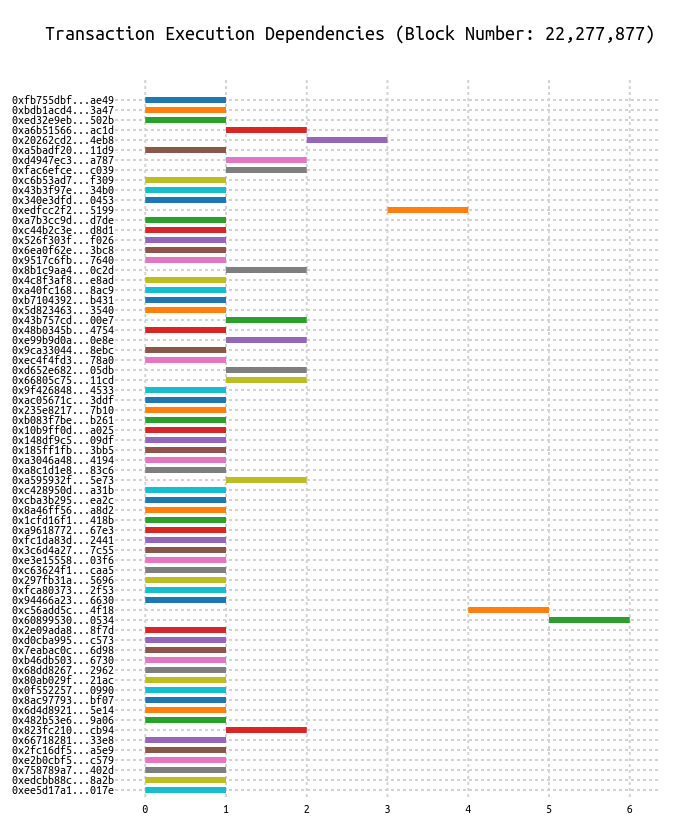 Transaction Execution Dependencies (Block Number: 22,277,877)
0xfb755dbf...ae49
0xbdb1acd4...3a47
0xed32e9eb...502b
0xa6b51566...ac1d
0x20262cd2...4eb8
0xa5badf20...11d9
0xd4947ec3...a787
0xfac6efce...c039
0xc6b53ad7...f309
0x43b3f97e...34b0
0x340e3dfd...0453
0xedfcc2f2...5199
0xa7b3cc9d...d7de
0xc44b2c3e...d8d1
0x526f303f...f026
0x6ea0f62e...3bc8
0x9517c6fb...7640
0x8b1c9aa4...0c2d
0x4c8f3af8...e8ad
0xa40fc168...8ac9
0xb7104392...b431
0x5d823463...3540
0x43b757cd...00e7
0x48b0345b...4754
0xe99b9d0a...0e8e
0x9ca33044...8ebc
0xec4f4fd3...78a0
0xd652e682...05db
0x66805c75...11cd
0x9f426848...4533
0xac05671c...3ddf
0x235e8217...7b10
0xb083f7be...b261
0x10b9ff0d...a025
0x148df9c5...09df
0x185ff1fb...3bb5
0xa3046a48...4194
0xa8c1d1e8...83c6
0xa595932f...5e73
0xc428950d...a31b
0xcba3b295...ea2c
0x8a46ff56...a8d2
0x1cfd16f1...418b
0xa9618772...67e3
0xfc1da83d...2441
0x3c6d4a27...7c55
0xe3e15558...03f6
0xc63624f1...caa5
0x297fb31a...5696
0xfca80373...2f53
0x94466a23...6630
0xc56add5c...4f18
0x60899530...0534
0x2e09ada8...8f7d
0xd0cba995...c573
0x7eabac0c...6d98
0xb46db503...6730
0x68dd8267...2962
0x80ab029f...21ac
0x0f552257...0990
0x8ac97793...bf07
0x6d4d8921...5e14
0x482b53e6...9a06
0x823fc210...cb94
0x66718281...33e8
0x2fc16df5...a5e9
0xe2b0cbf5...c579
0x758789a7...402d
0xedcbb88c...8a2b
0xee5d17a1...017e
0 1 2 3 4 5 6